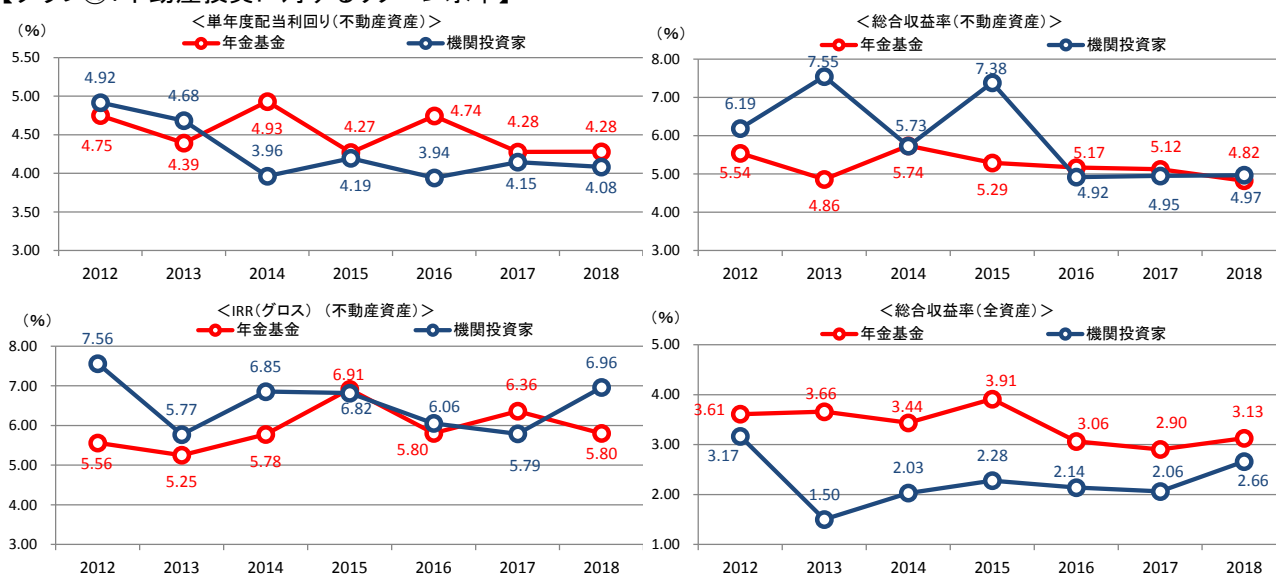 ＜単年度配当利回り(不動産資産)＞
(%)
年金基金 機関投資家
5.50
5.00
4.50
4.00
3.50
3.00
4.92 4.68 3.96 4.19 3.94 4.15 4.08
4.75 4.39 4.93 4.27 4.74 4.28 4.28
2012 2013 2014 2015 2016 2017 2018
＜総合収益率(不動産資産)＞
(%)
年金基金 機関投資家
8.00
7.00
6.00
5.00
4.00
3.00
6.19 7.55 5.73 7.38 4.92 4.95 4.97
5.54 4.86 5.74 5.29 5.17 5.12 4.82
2012 2013 2014 2015 2016 2017 2018
＜IRR(グロス) (不動産資産)＞
(%)
年金基金 機関投資家
8.00
7.00
6.00
5.00
4.00
3.00
7.56 5.77 6.85 6.82 6.06 5.79 6.96
5.56 5.25 5.78 6.91 5.80 6.36 5.80
2012 2013 2014 2015 2016 2017 2018
＜総合収益率(全資産)＞
(%)
年金基金 機関投資家
5.00
4.00
3.00
2.00
1.00
3.61 3.66 3.44 3.91 3.06 2.90 3.13
3.17 1.50 2.03 2.28 2.14 2.06 2.66
2012 2013 2014 2015 2016 2017 2018